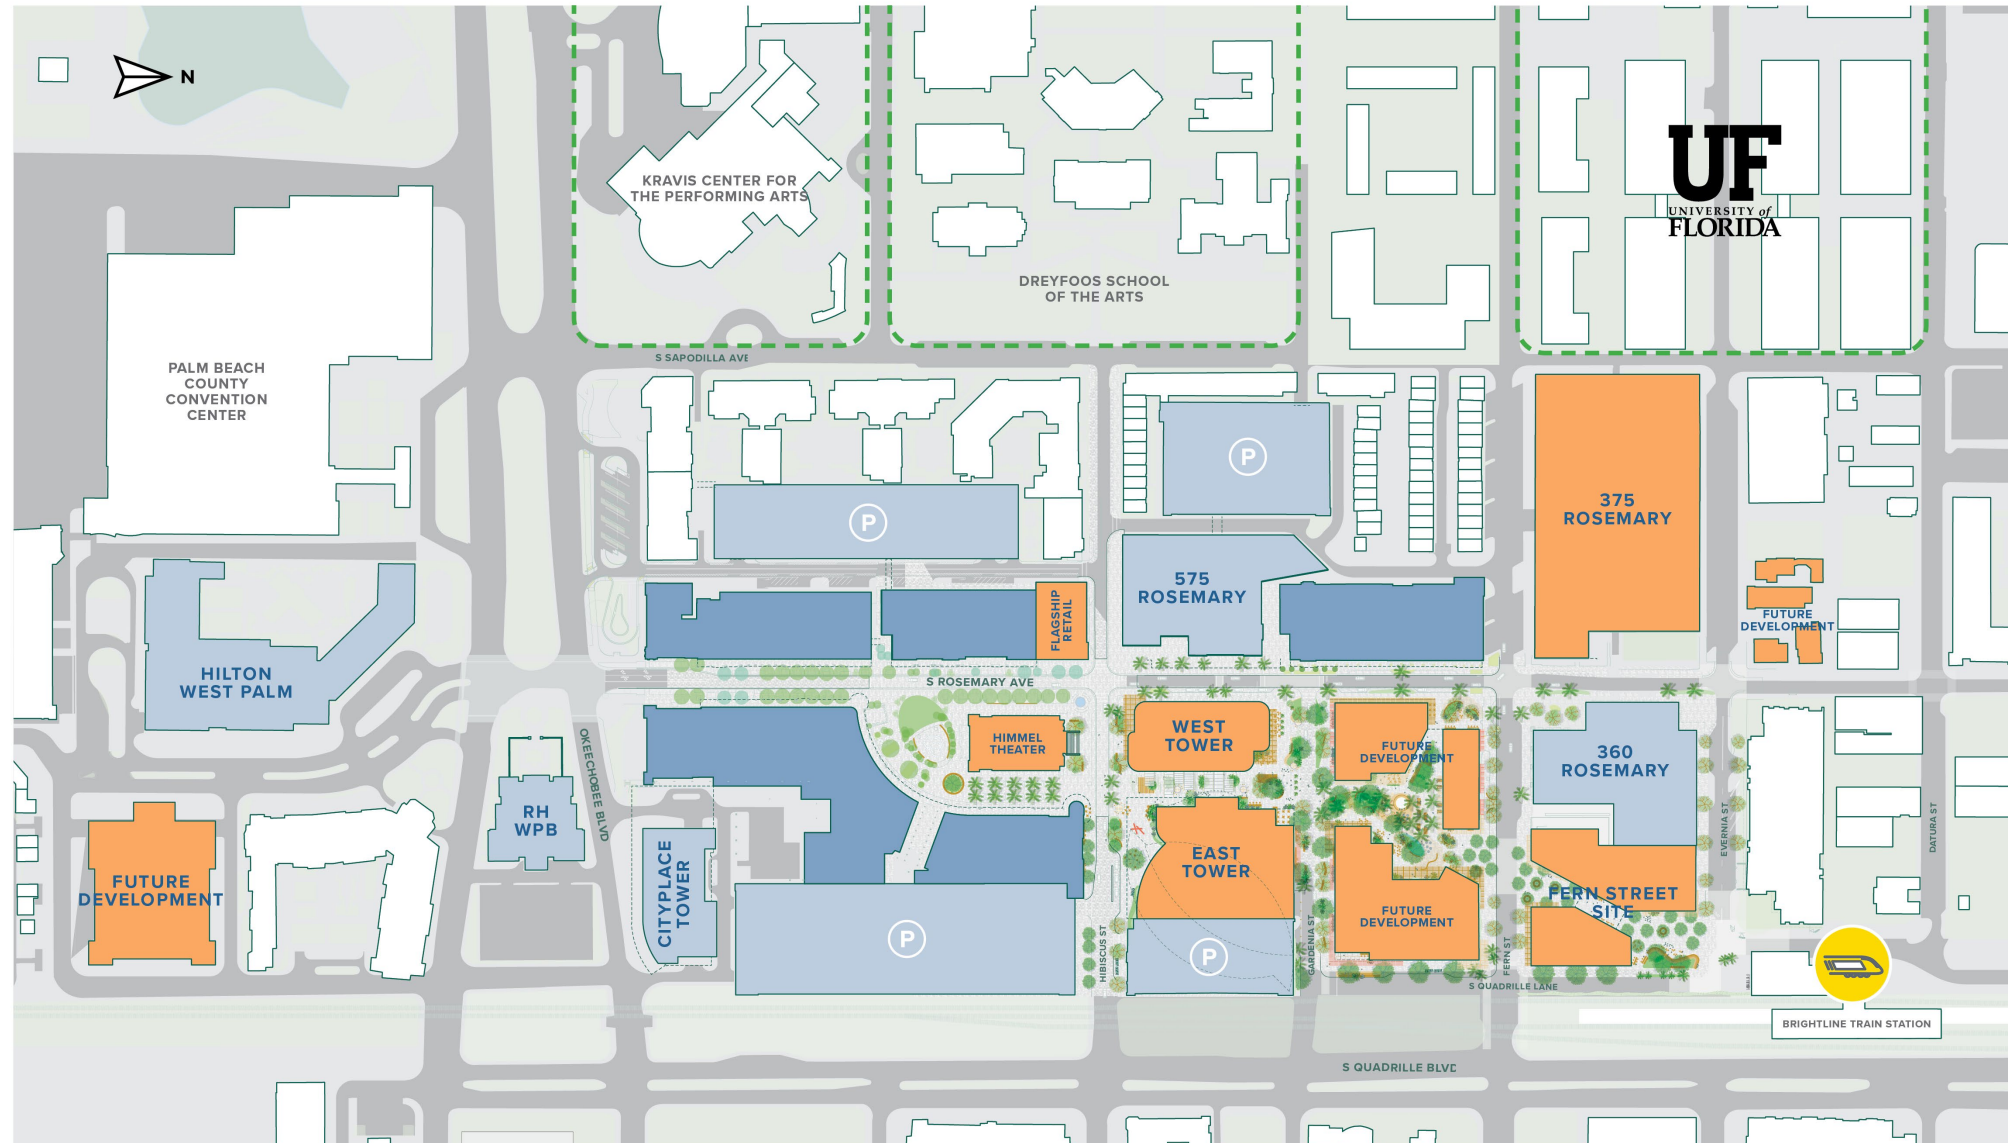 N
KRAVIS CENTER FOR
THE PERFORMING ARTS
UF
UNIVERSITY of
FLORIDA
DREYFOOS SCHOOL
OF THE ARTS
S SAPODILLA AVE
PALM BEACH
COUNTY
CONVENTION
CENTER
P
P
375
ROSEMARY
575
ROSEMARY
FLAGSHIP
RETAIL
FUTURE
DEVELOPMENT
HILTON
WEST PALM
S ROSEMARY AVE
HIMMEL
THEATER
WEST
TOWER
FUTURE
DEVELOPMENT
360
ROSEMARY
OKEECHOBEE BLVD
RH
WPB
EVERNIA ST
DATURA ST
FUTURE
DEVELOPMENT
CITYPLACE
TOWER
EAST
TOWER
FUTURE
DEVELOPMENT
FERN STREET
SITE
P
P
HIBISCUS ST
GARDENIA ST
FERN ST
S QUADRILLE LANE
BRIGHTLINE TRAIN STATION
S QUADRILLE BLVD